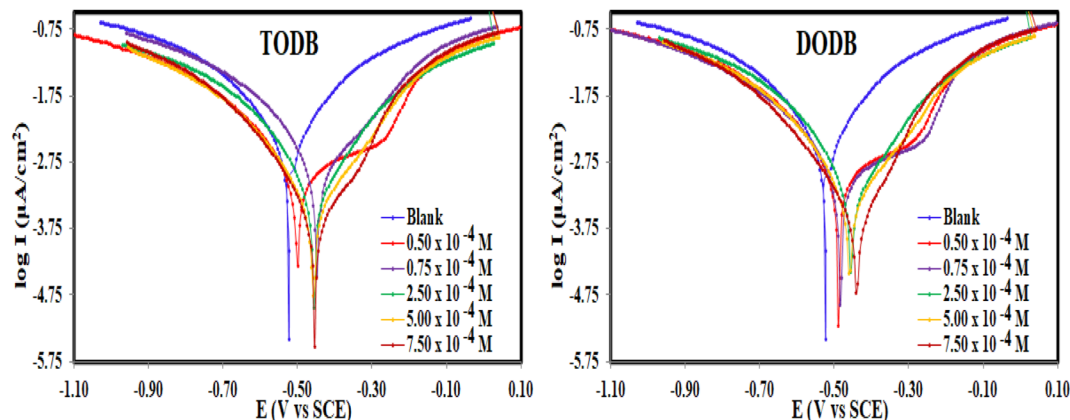 TODB
log I (µA/cm²)
-0.75
-1.75
-2.75
-3.75
-4.75
-5.75
Blank
0.50 x 10⁻⁴ M
0.75 x 10⁻⁴ M
2.50 x 10⁻⁴ M
5.00 x 10⁻⁴ M
7.50 x 10⁻⁴ M
-1.10 -0.90 -0.70 -0.50 -0.30 -0.10 0.10
E (V vs SCE)
DODB
log I (µA/cm²)
-0.75
-1.75
-2.75
-3.75
-4.75
-5.75
Blank
0.50 x 10⁻⁴ M
0.75 x 10⁻⁴ M
2.50 x 10⁻⁴ M
5.00 x 10⁻⁴ M
7.50 x 10⁻⁴ M
-1.10 -0.90 -0.70 -0.50 -0.30 -0.10 0.10
E (V vs SCE)